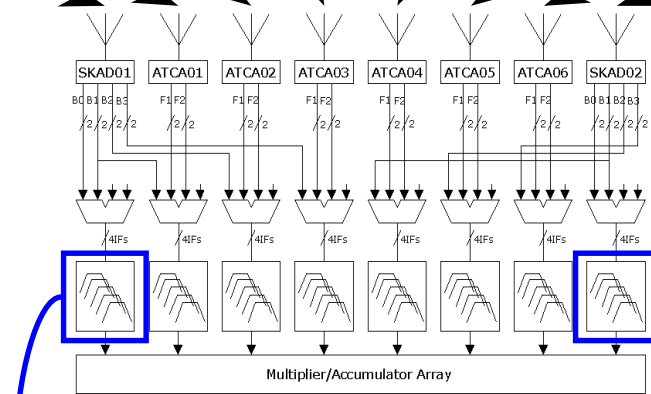 SKAD01 ATCA01 ATCA02 ATCA03 ATCA04 ATCA05 ATCA06 SKAD02
B0 B1 B2 B3 F1 F2 F1 F2 F1 F2 F1 F2 F1 F2 F1 F2 B0 B1 B2 B3
/2 /2 /2 /2 /2 /2 /2 /2 /2 /2 /2 /2 /2 /2 /2 /2 /2 /2 /2 /2
/4IFs /4IFs /4IFs /4IFs /4IFs /4IFs /4IFs /4IFs
Multiplier/Accumulator Array